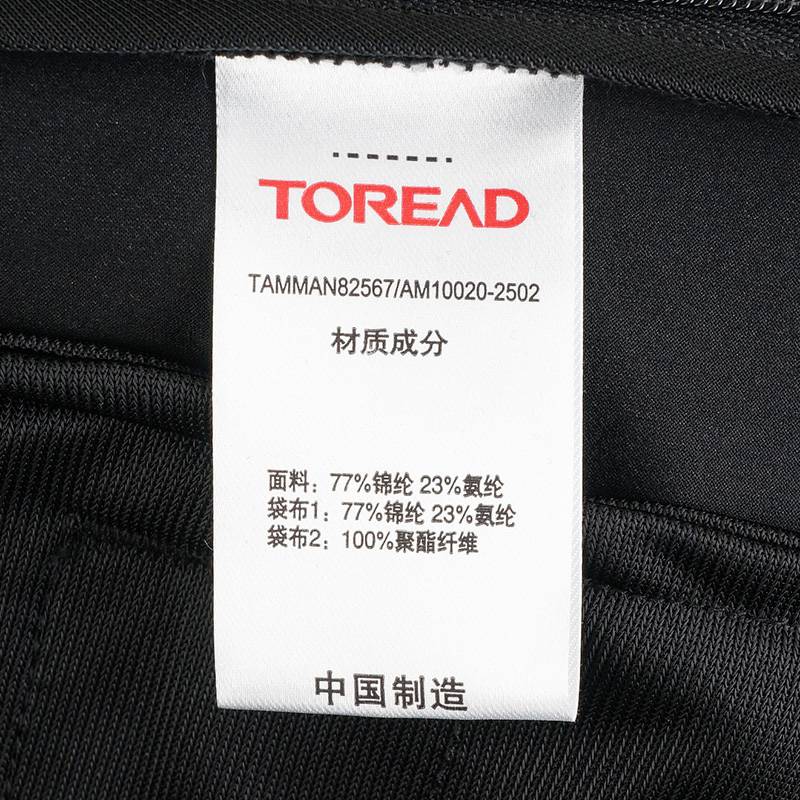 TOREAD
TAMMAN82567/AM10020-2502
材质成分
面料：77%锦纶 23%氨纶
袋布1：77%锦纶 23%氨纶
袋布2：100%聚酯纤维
中国制造